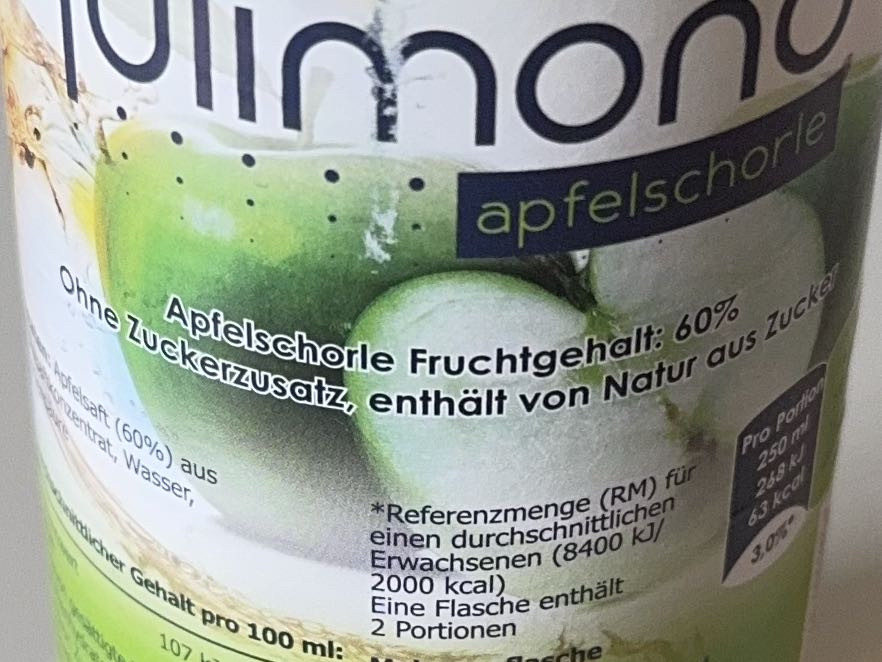 apfelschorle
Apfelschorle Fruchtgehalt: 60%
Ohne Zuckerzusatz, enthält von Natur aus Zucker
Apfelsaft (60%) aus
Wasser,
*Referenzmenge (RM) für
einen durchschnittlichen
Erwachsenen (8400 kJ/
2000 kcal)
Eine Flasche enthält
2 Portionen
Pro Portion
250 ml
268 kJ
63 kcal
3,0%*
Gehalt pro 100 ml:
107